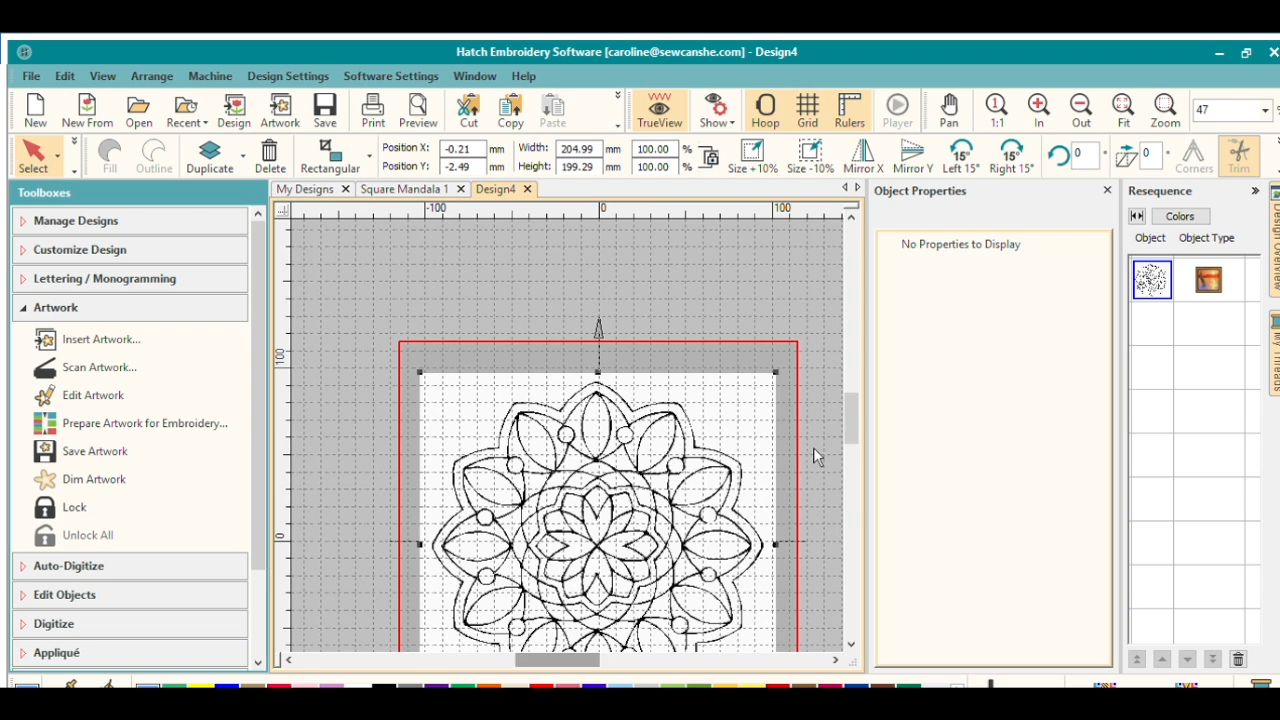 Hatch Embroidery Software [caroline@sewcanshe.com] - Design4
File Edit View Arrange Machine Design Settings Software Settings Window Help
New New From Open Recent Design Artwork Save Print Preview Cut Copy Paste TrueView Show Hoop Grid Rulers Player Pan 1:1 In Out Fit Zoom 47
Select Fill Outline Duplicate Delete Rectangular Position X: -0.21 mm Width: 204.99 mm 100.00 % Size +10% Size -10% Mirror X Mirror Y Left 15° Right 15° 0 ° 0 ° Corners Trim
Position Y: -2.49 mm Height: 199.29 mm 100.00 %
Toolboxes
Manage Designs
Customize Design
Lettering / Monogramming
Artwork
Insert Artwork...
Scan Artwork...
Edit Artwork
Prepare Artwork for Embroidery...
Save Artwork
Dim Artwork
Lock
Unlock All
Auto-Digitize
Edit Objects
Digitize
Appliqué
My Designs Square Mandala 1 Design4
-100 0 100
100
0
Object Properties
No Properties to Display
Resequence
Colors
Object Object Type
Design Overview